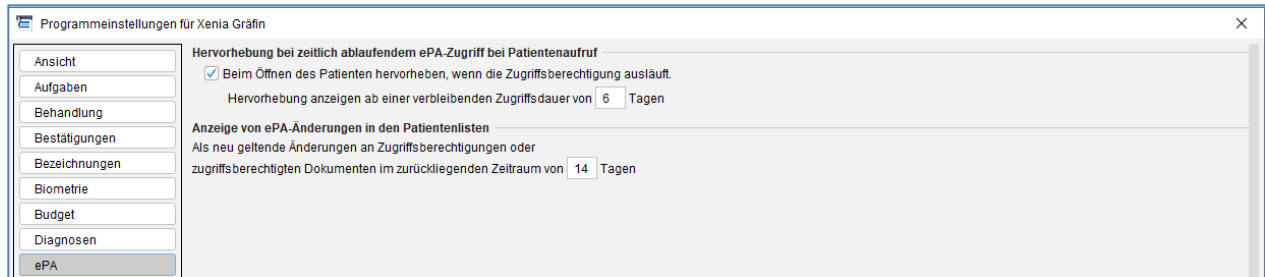 Programmeinstellungen für Xenia Gräfin
Ansicht
Aufgaben
Behandlung
Bestätigungen
Bezeichnungen
Biometrie
Budget
Diagnosen
ePA
Hervorhebung bei zeitlich ablaufendem ePA-Zugriff bei Patientenaufruf
Beim Öffnen des Patienten hervorheben, wenn die Zugriffsberechtigung ausläuft.
Hervorhebung anzeigen ab einer verbleibenden Zugriffsdauer von 6 Tagen
Anzeige von ePA-Änderungen in den Patientenlisten
Als neu geltende Änderungen an Zugriffsberechtigungen oder
zugriffsberechtigten Dokumenten im zurückliegenden Zeitraum von 14 Tagen